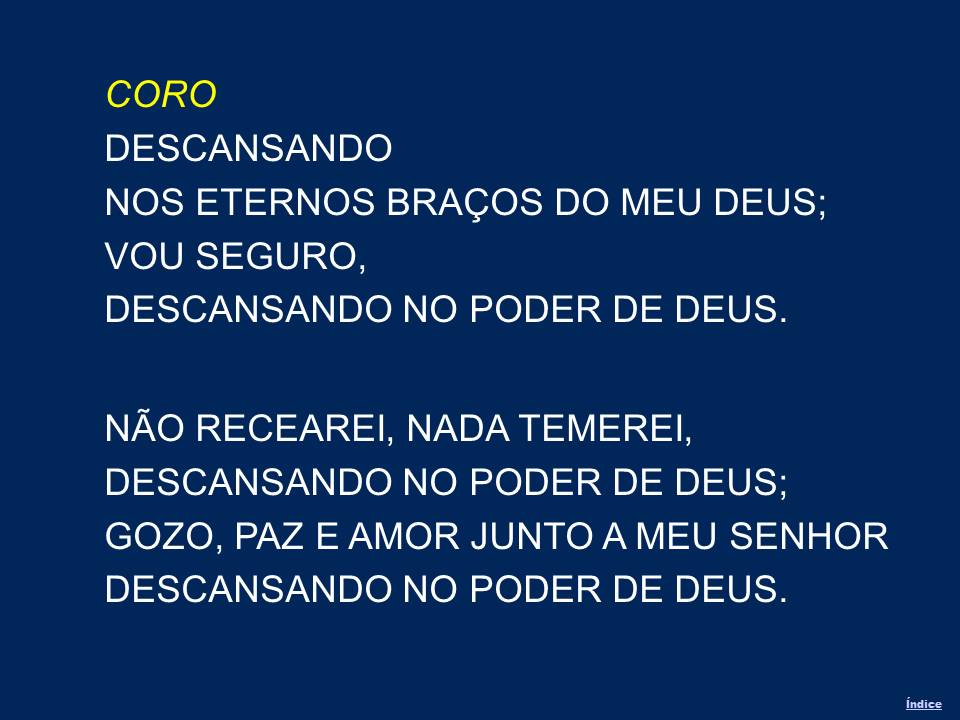 CORO
DESCANSANDO
NOS ETERNOS BRAÇOS DO MEU DEUS;
VOU SEGURO,
DESCANSANDO NO PODER DE DEUS.
NÃO RECEAREI, NADA TEMEREI,
DESCANSANDO NO PODER DE DEUS;
GOZO, PAZ E AMOR JUNTO A MEU SENHOR
DESCANSANDO NO PODER DE DEUS.
Índice